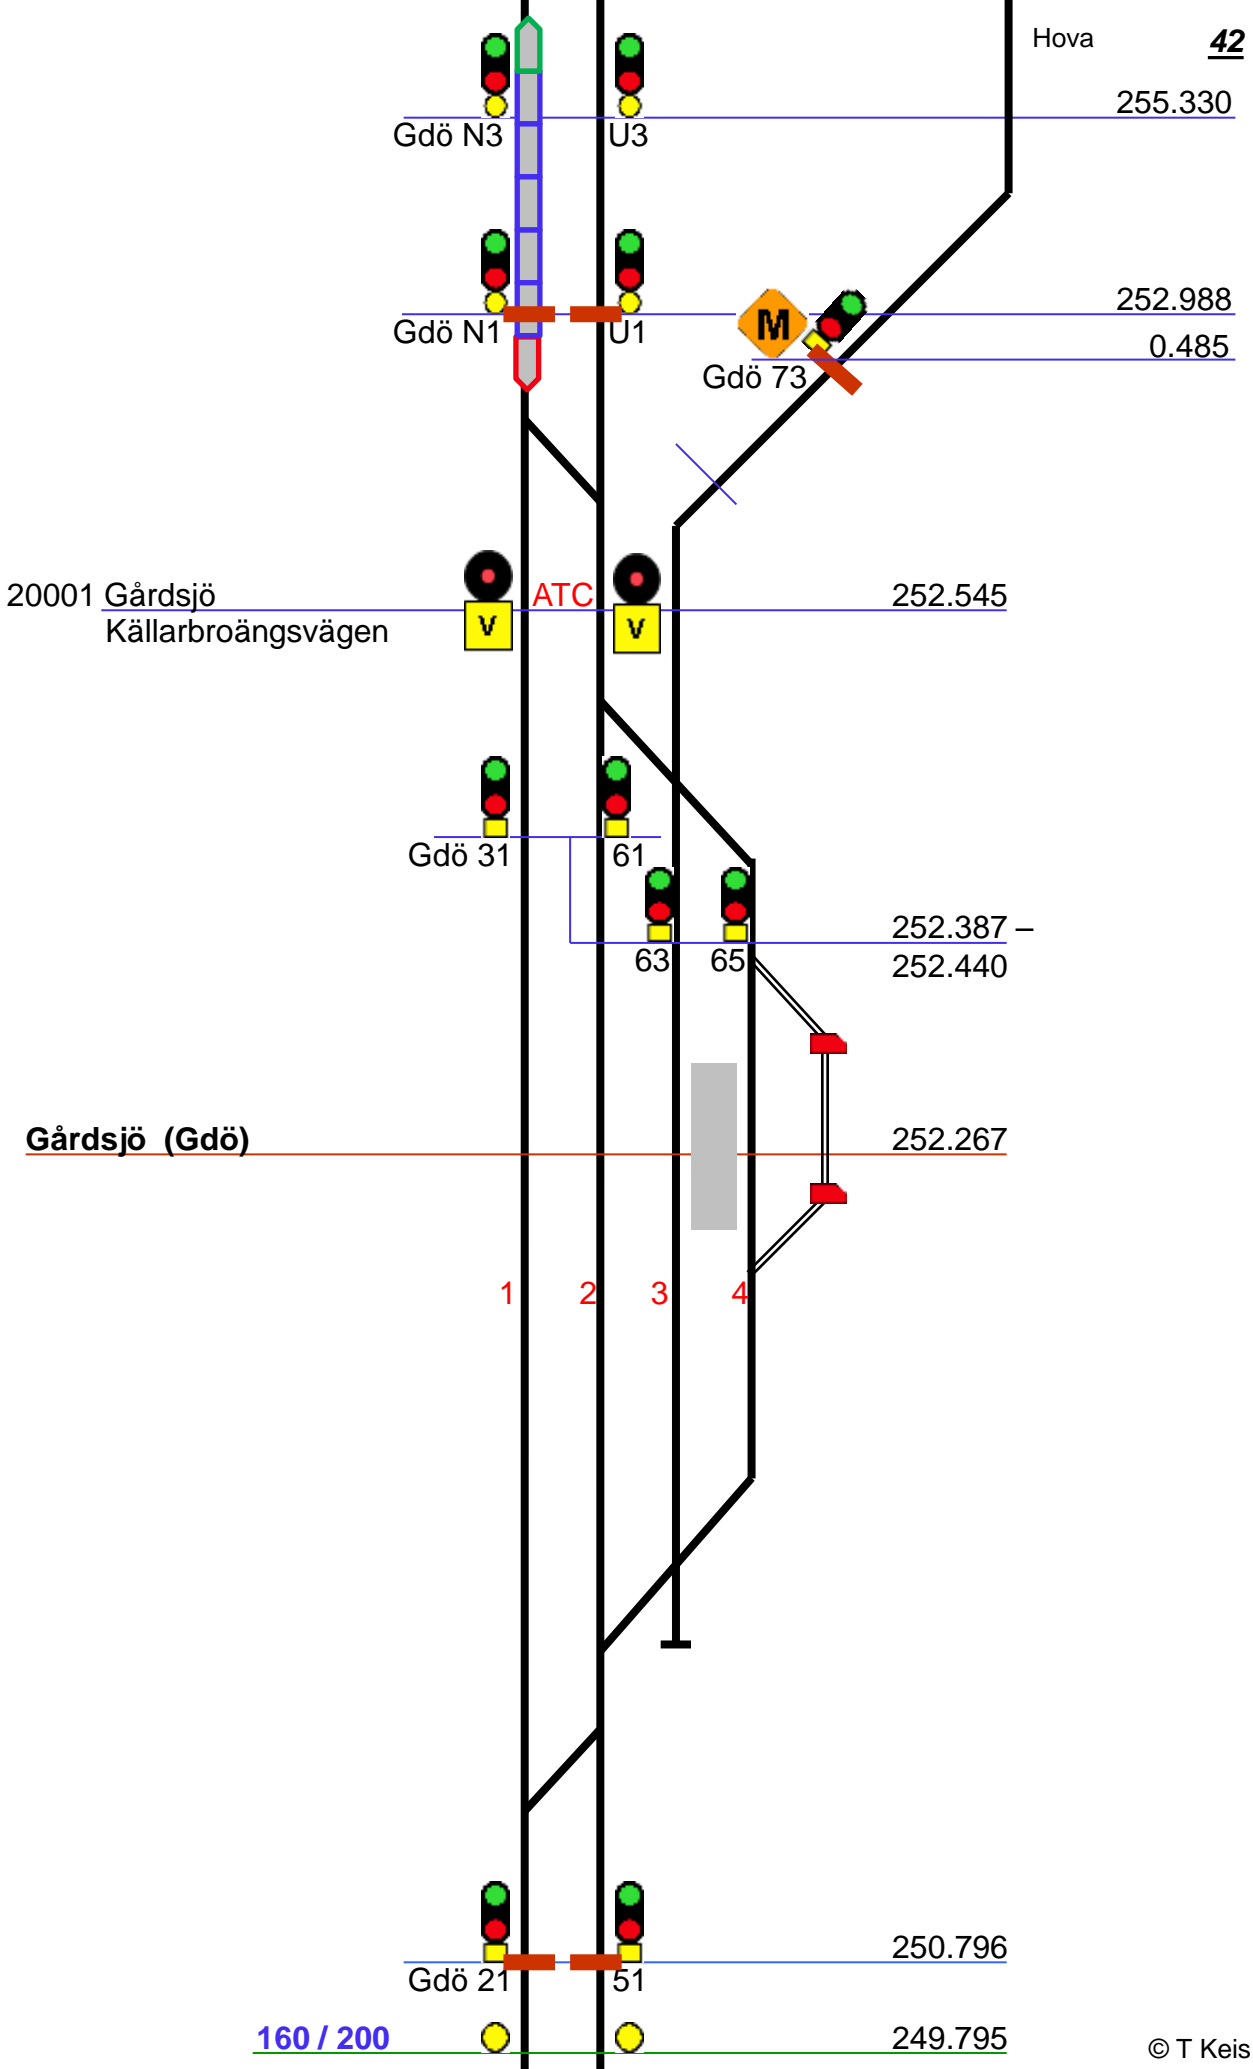 Hova 42
255.330
Gdö N3 U3
252.988
Gdö N1 U1 M
0.485
Gdö 73
20001 Gårdsjö ATC 252.545
Källarbroängsvägen V V
Gdö 31 61
252.387 –
63 65 252.440
Gårdsjö (Gdö) 252.267
1 2 3 4
250.796
Gdö 21 51
160 / 200 249.795
© T Keis